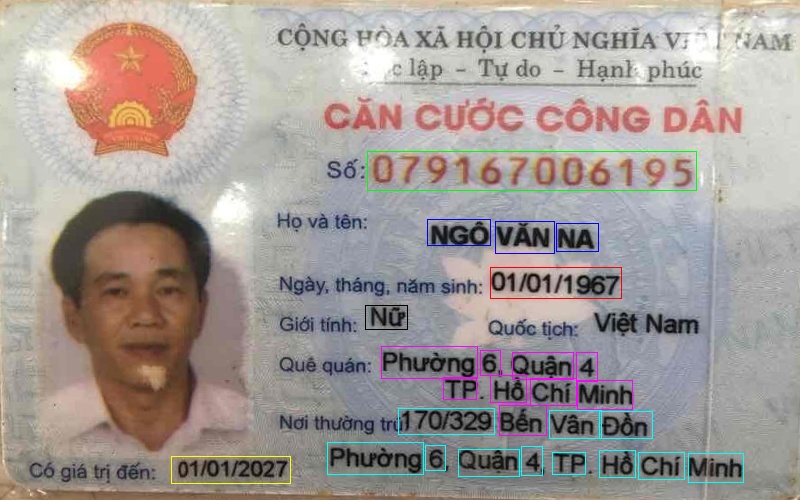 CỘNG HÒA XÃ HỘI CHỦ NGHĨA VIỆT NAM
lập - Tự do - Hạnh phúc
CĂN CƯỚC CÔNG DÂN
Số: 079167006195
Họ và tên: NGÔ VĂN NA
Ngày, tháng, năm sinh: 01/01/1967
Giới tính: Nữ Quốc tịch: Việt Nam
Quê quán: Phường 6, Quận 4
TP. Hồ Chí Minh
Nơi thường trú: 170/329 Bến Vân Đồn
Có giá trị đến: 01/01/2027 Phường 6, Quận 4, TP. Hồ Chí Minh